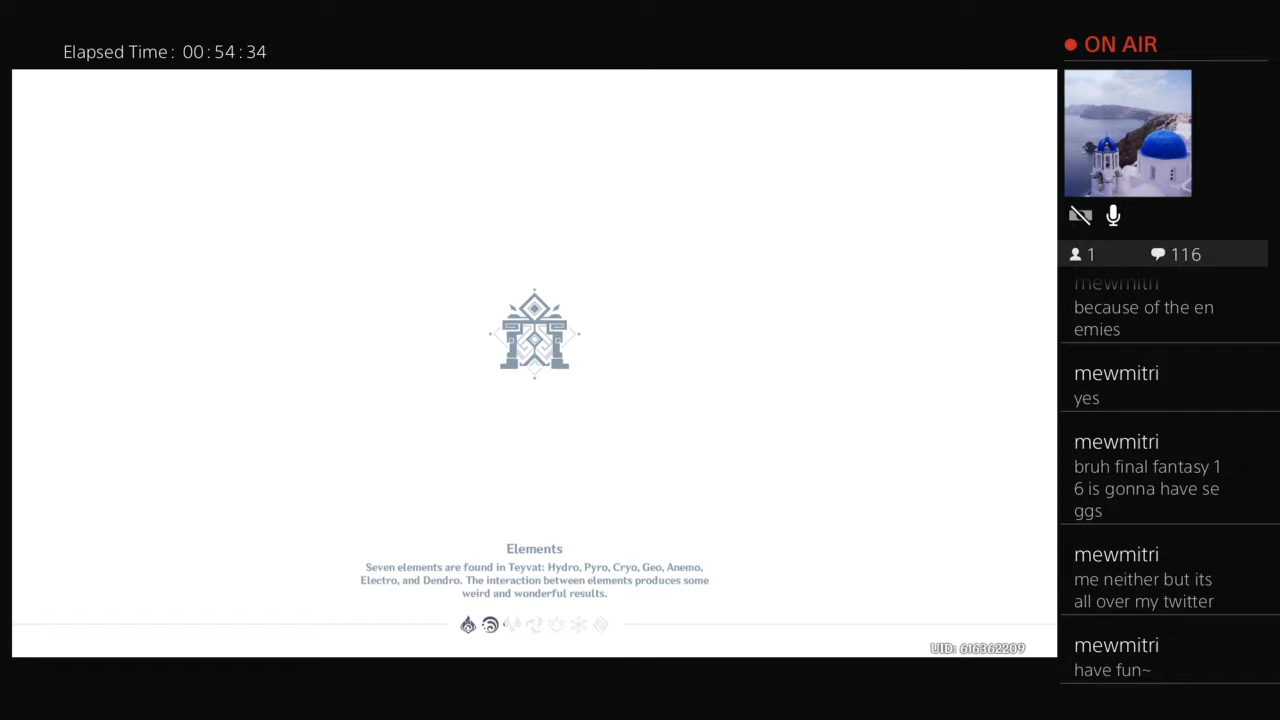 Elapsed Time: 00:54:34
ON AIR
1 116
mewmitri
because of the en
emies
mewmitri
yes
mewmitri
bruh final fantasy 1
6 is gonna have se
ggs
mewmitri
me neither but its
all over my twitter
mewmitri
have fun~
Elements
Seven elements are found in Teyvat: Hydro, Pyro, Cryo, Geo, Anemo,
Electro, and Dendro. The interaction between elements produces some
weird and wonderful results.
UID: 616362209